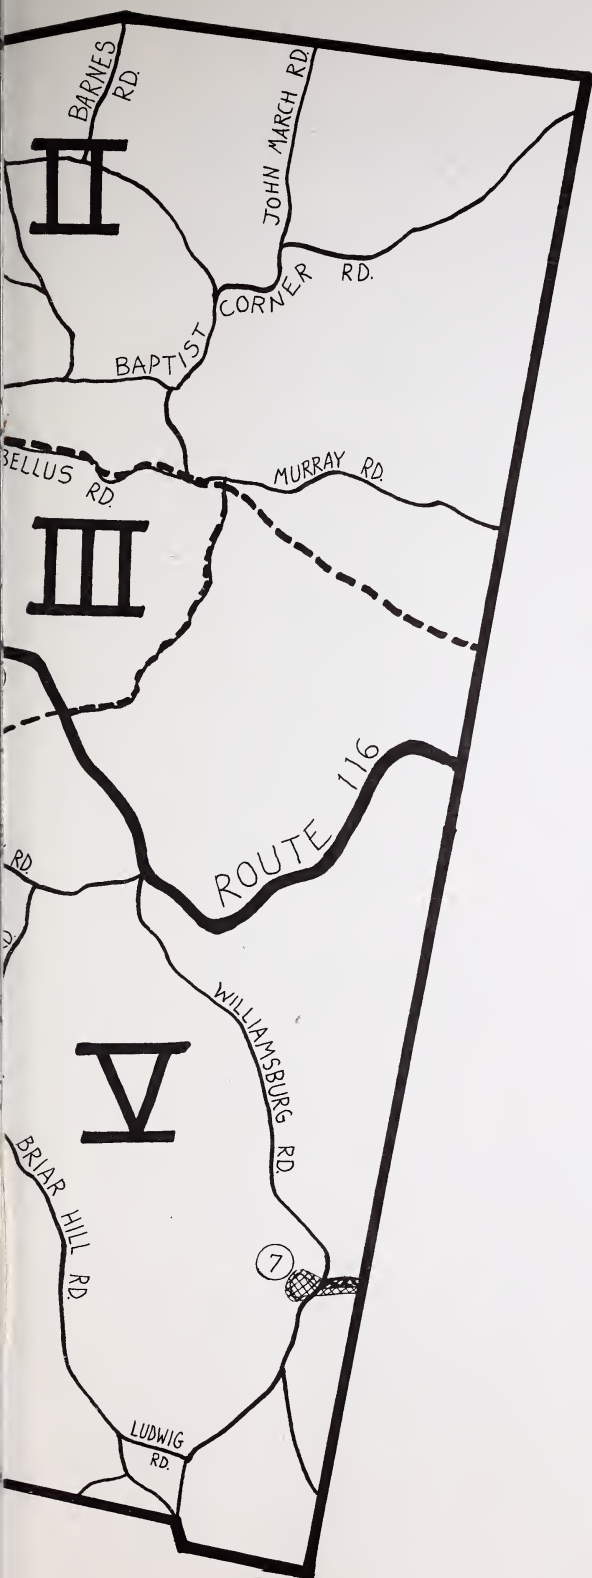 BARNES
RD.
JOHN MARCH RD.
II
CORNER RD.
BAPTIST
BELLUS
RD.
MURRAY RD.
III
ROUTE 116
RD.
V
WILLIAMSBURG RD.
BRIAR HILL RD.
7
LUDWIG
RD.